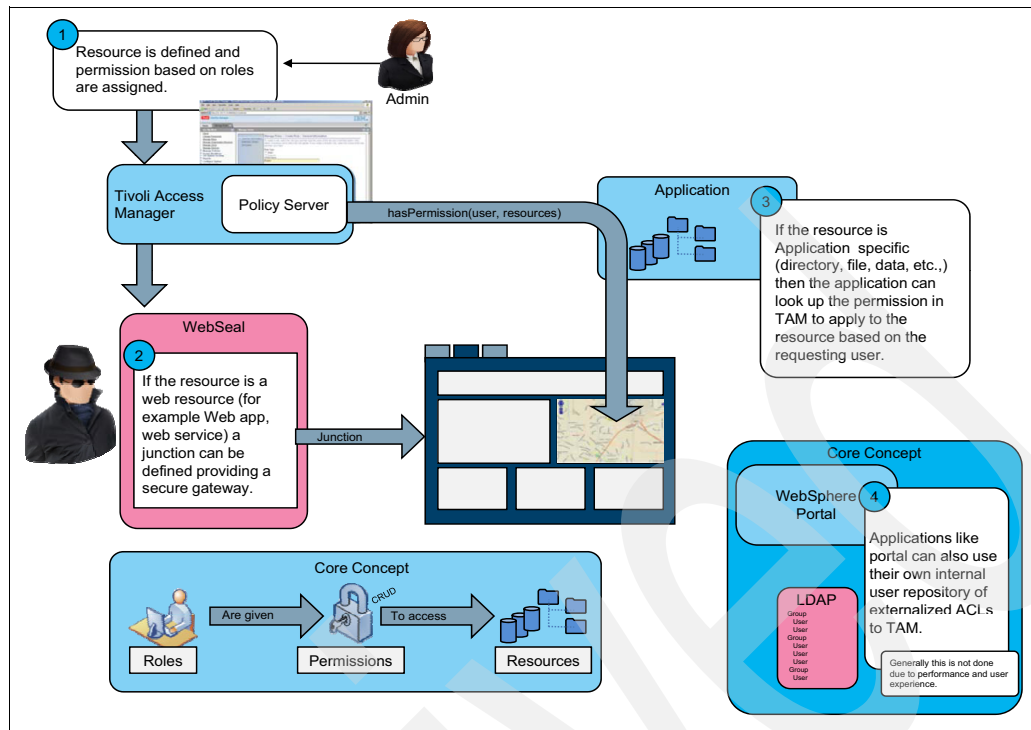 1
Resource is defined and
permission based on roles
are assigned.
Admin
Tivoli Access
Manager
Policy Server
hasPermission(user, resources)
Application
3
If the resource is
Application specific
(directory, file, data, etc.,)
then the application can
look up the permission in
TAM to apply to the
resource based on the
requesting user.
WebSeal
2
If the resource is a
web resource (for
example Web app,
web service) a
junction can be
defined providing a
secure gateway.
Junction
Core Concept
WebSphere
Portal
4
Applications like
portal can also use
their own internal
user repository of
externalized ACLs
to TAM.
LDAP
Group
User
User
Group
User
User
User
Group
User
Generally this is not done
due to performance and user
experience.
Core Concept
Are given
CRUD
To access
Roles
Permissions
Resources